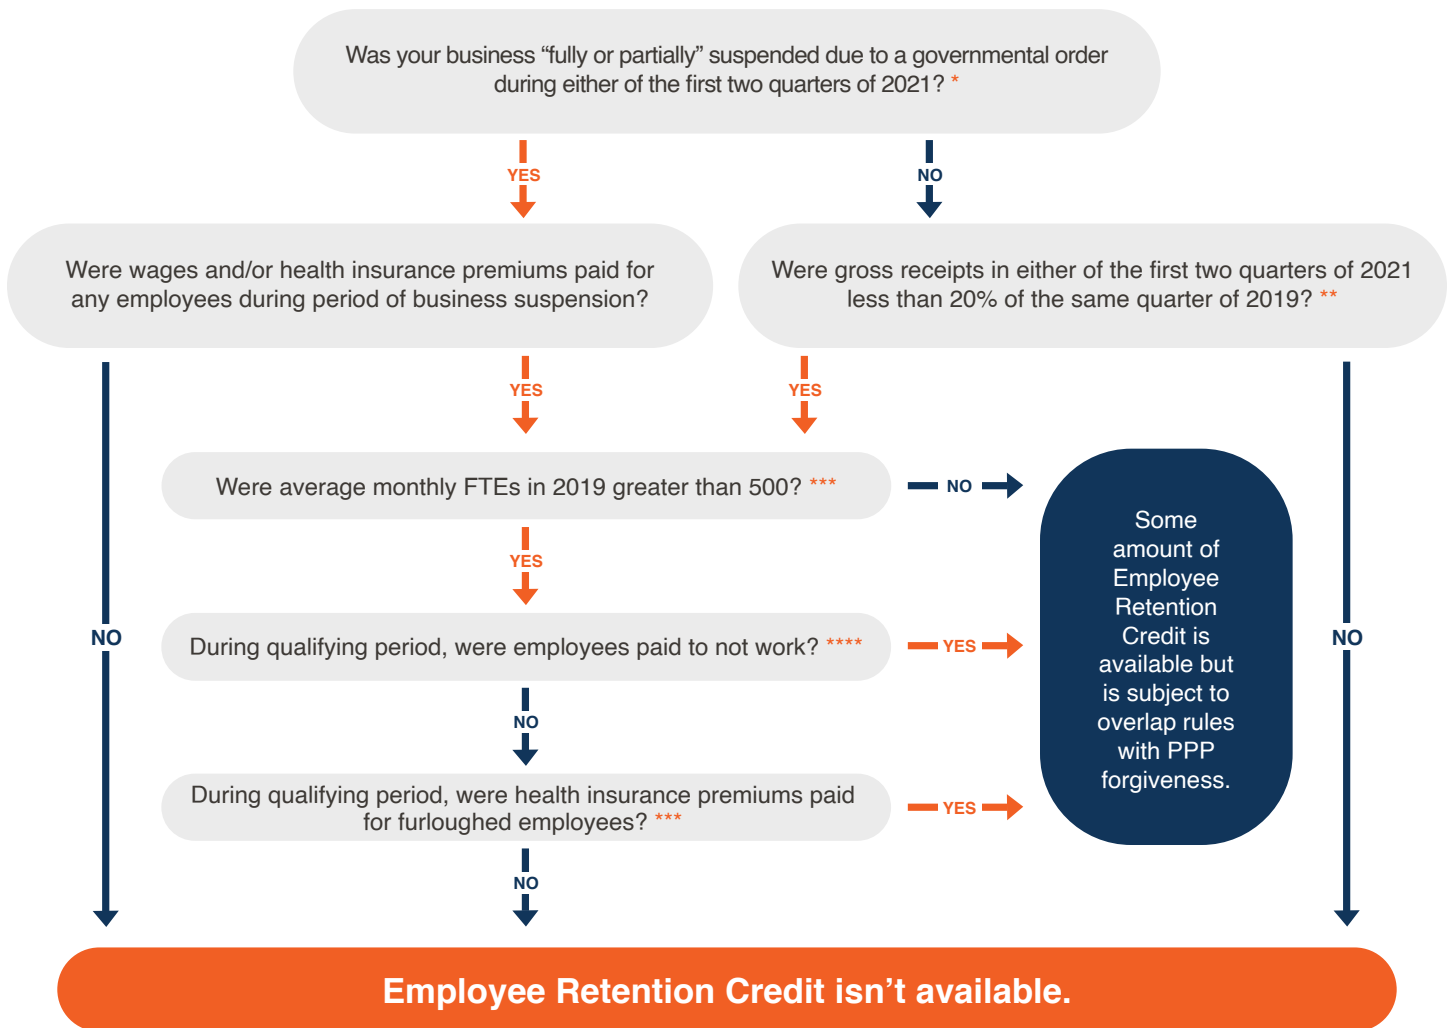 Was your business “fully or partially” suspended due to a governmental order
during either of the first two quarters of 2021? *
YES
NO
Were wages and/or health insurance premiums paid for
any employees during period of business suspension?
Were gross receipts in either of the first two quarters of 2021
less than 20% of the same quarter of 2019? **
YES
YES
Were average monthly FTEs in 2019 greater than 500? ***
NO
YES
During qualifying period, were employees paid to not work? ****
YES
NO
During qualifying period, were health insurance premiums paid
for furloughed employees? ***
YES
NO
Some
amount of
Employee
Retention
Credit is
available but
is subject to
overlap rules
with PPP
forgiveness.
NO
NO
Employee Retention Credit isn’t available.